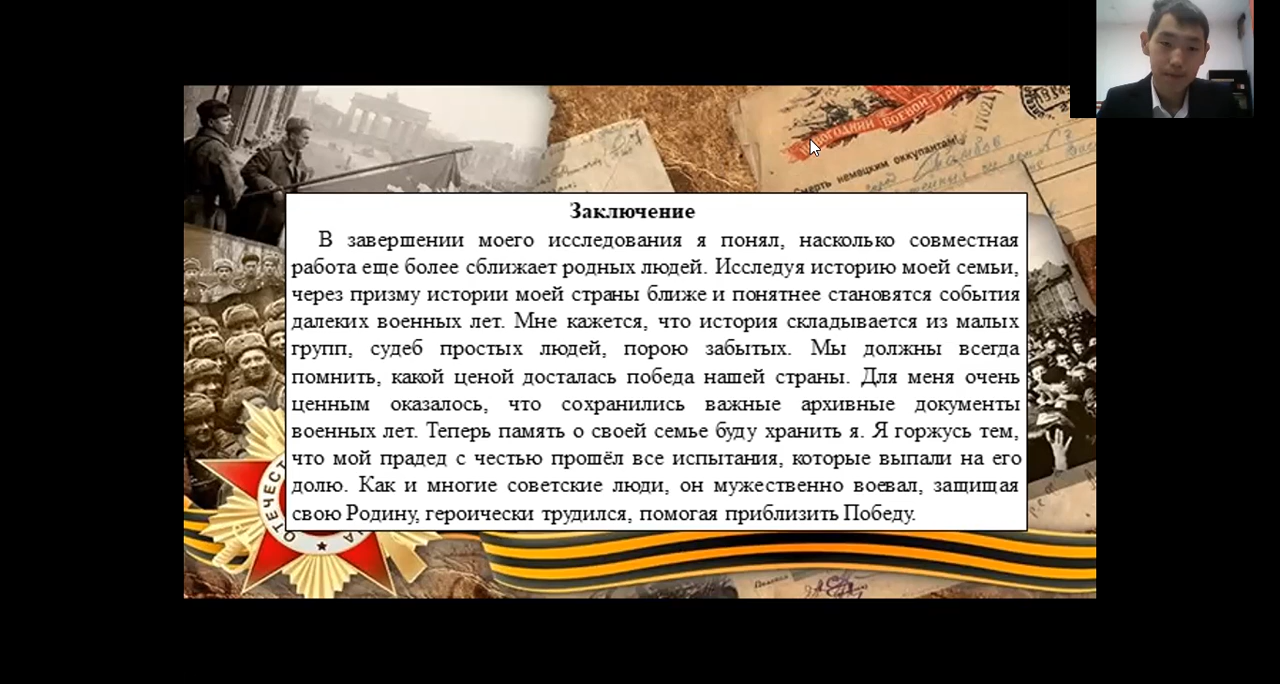 Смерть немецким оккупантам!
Заключение
В завершении моего исследования я понял, насколько совместная
работа еще более сближает родных людей. Исследуя историю моей семьи,
через призму истории моей страны ближе и понятнее становятся события
далеких военных лет. Мне кажется, что история складывается из малых
групп, судеб простых людей, порою забытых. Мы должны всегда
помнить, какой ценой досталась победа нашей страны. Для меня очень
ценным оказалось, что сохранились важные архивные документы
военных лет. Теперь память о своей семье буду хранить я. Я горжусь тем,
что мой прадед с честью прошёл все испытания, которые выпали на его
долю. Как и многие советские люди, он мужественно воевал, защищая
свою Родину, героически трудился, помогая приблизить Победу.